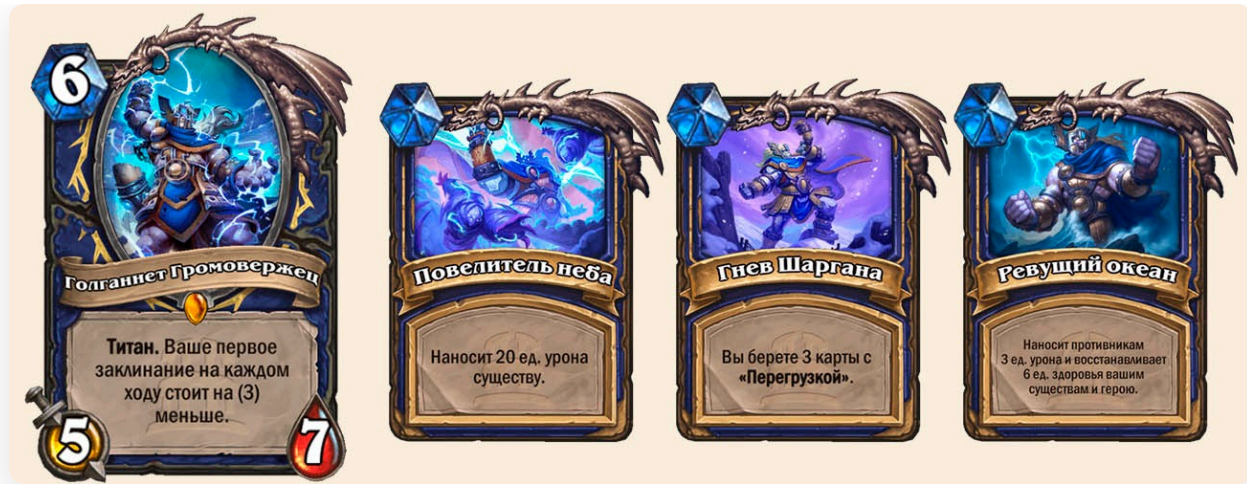 6
Голганнет Громовержец
Титан. Ваше первое
заклинание на каждом
ходу стоит на (3)
меньше.
5
7
Повелитель неба
Наносит 20 ед. урона
существу.
Гнев Шаргана
Вы берете 3 карты с
«Перегрузкой».
Ревущий океан
Наносит противникам
3 ед. урона и восстанавливает
6 ед. здоровья вашим
существам и герою.